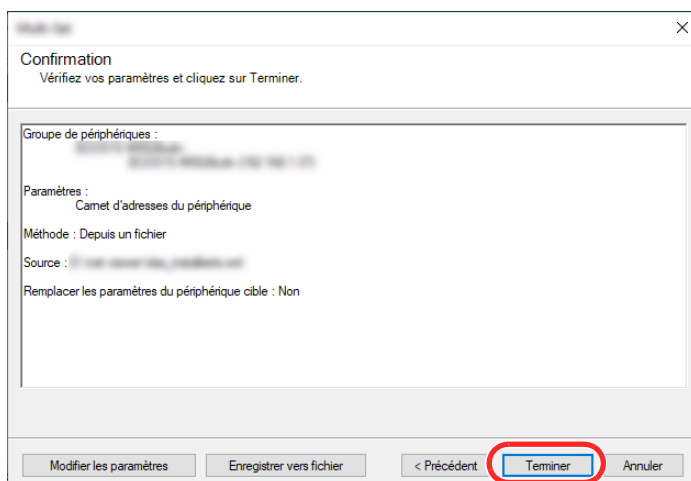 Confirmation
Vérifiez vos paramètres et cliquez sur Terminer.
Groupe de périphériques :
Paramètres :
Carnet d'adresses du périphérique
Méthode : Depuis un fichier
Source :
Remplacer les paramètres du périphérique cible : Non
Modifier les paramètres
Enregistrer vers fichier
< Précédent
Terminer
Annuler